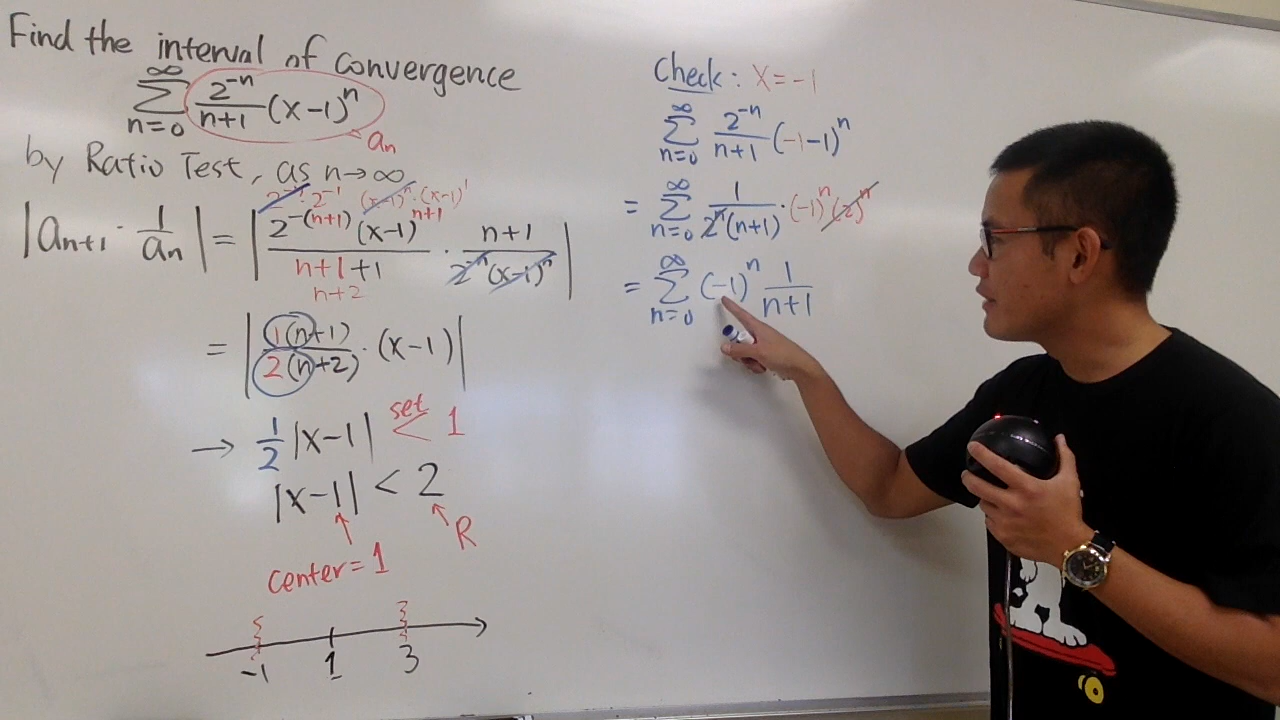 Find the interval of convergence
∞
∑ 2^{-n}/(n+1) (x-1)^n
n=0
a_n
by Ratio Test, as n→∞
2^{-n}·2^{-1} (x-1)^n·(x-1)^1
|a_{n+1} · 1/a_n| = |2^{-(n+1)} (x-1)^{n+1}/(n+1+1) · (n+1)/(2^{-n}(x-1)^n)|
n+2
= |1(n+1)/2(n+2) · (x-1)|
→ 1/2 |x-1| < 1
set
|x-1| < 2
R
center = 1
-1 1 3
Check: x = -1
∞
∑ 2^{-n}/(n+1) (-1-1)^n
n=0
∞
= ∑ 1/(2^n(n+1)) · (-1)^n (2)^n
n=0
∞
= ∑ (-1)^n 1/(n+1)
n=0